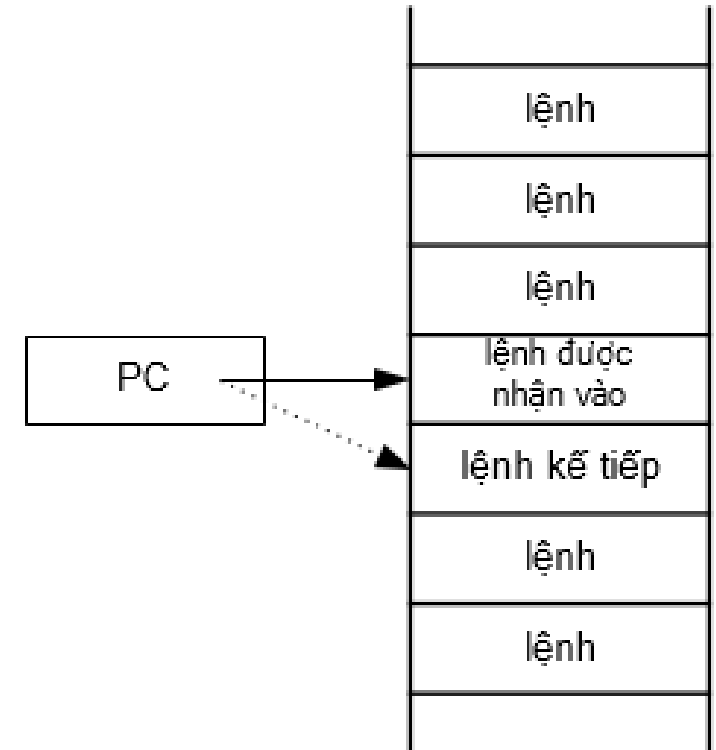 lệnh
lệnh
lệnh
PC
lệnh được
nhận vào
lệnh kế tiếp
lệnh
lệnh